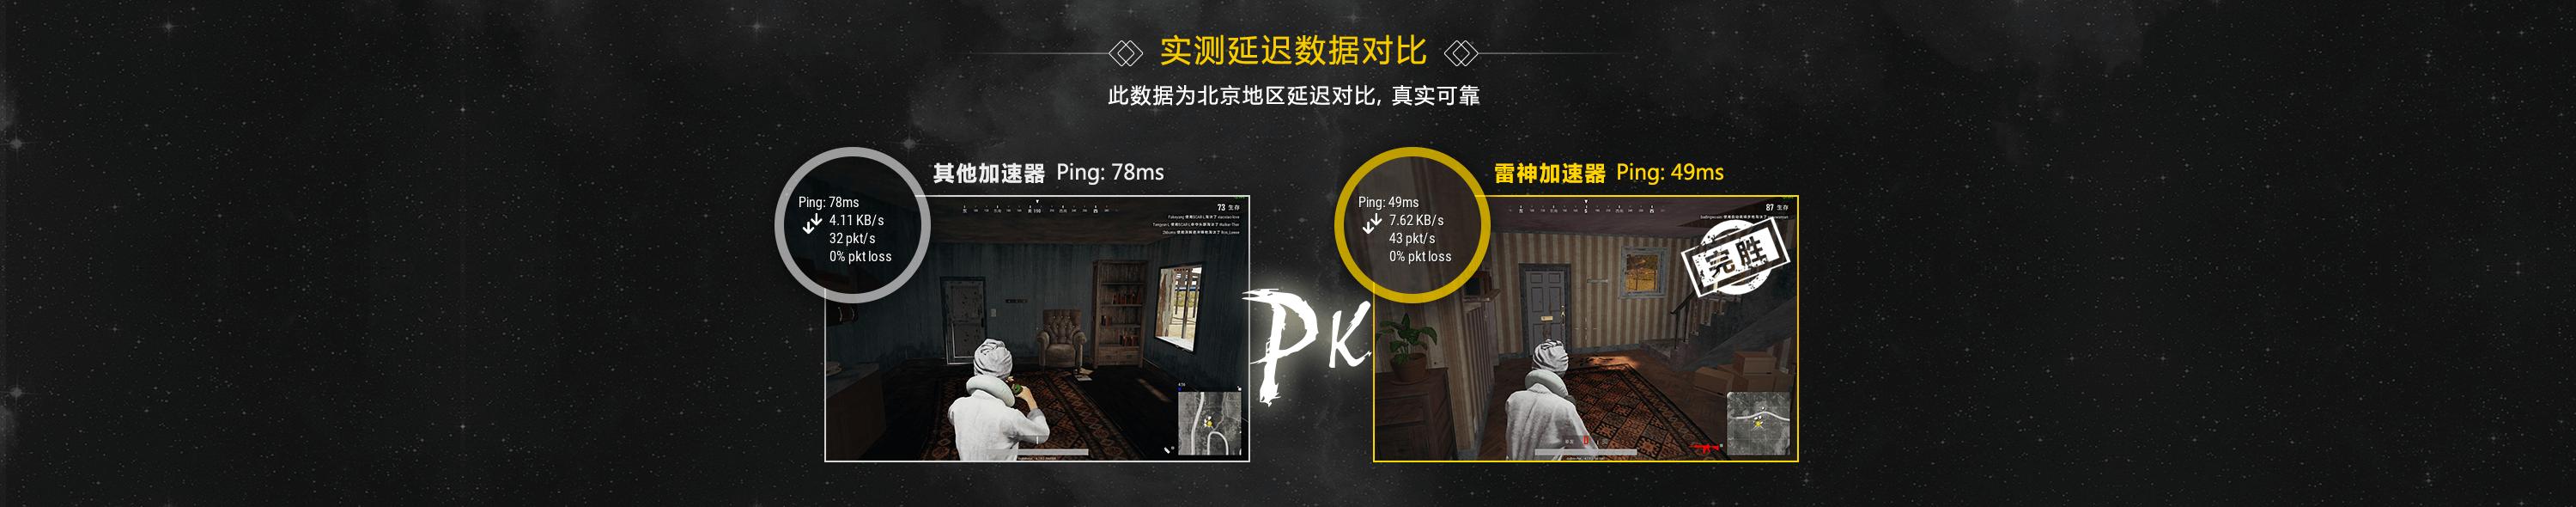 实测延迟数据对比
此数据为北京地区延迟对比, 真实可靠
其他加速器 Ping: 78ms
Ping: 78ms
4.11 KB/s
32 pkt/s
0% pkt loss
73 生存
PK
雷神加速器 Ping: 49ms
Ping: 49ms
7.62 KB/s
43 pkt/s
0% pkt loss
87 生存
完胜